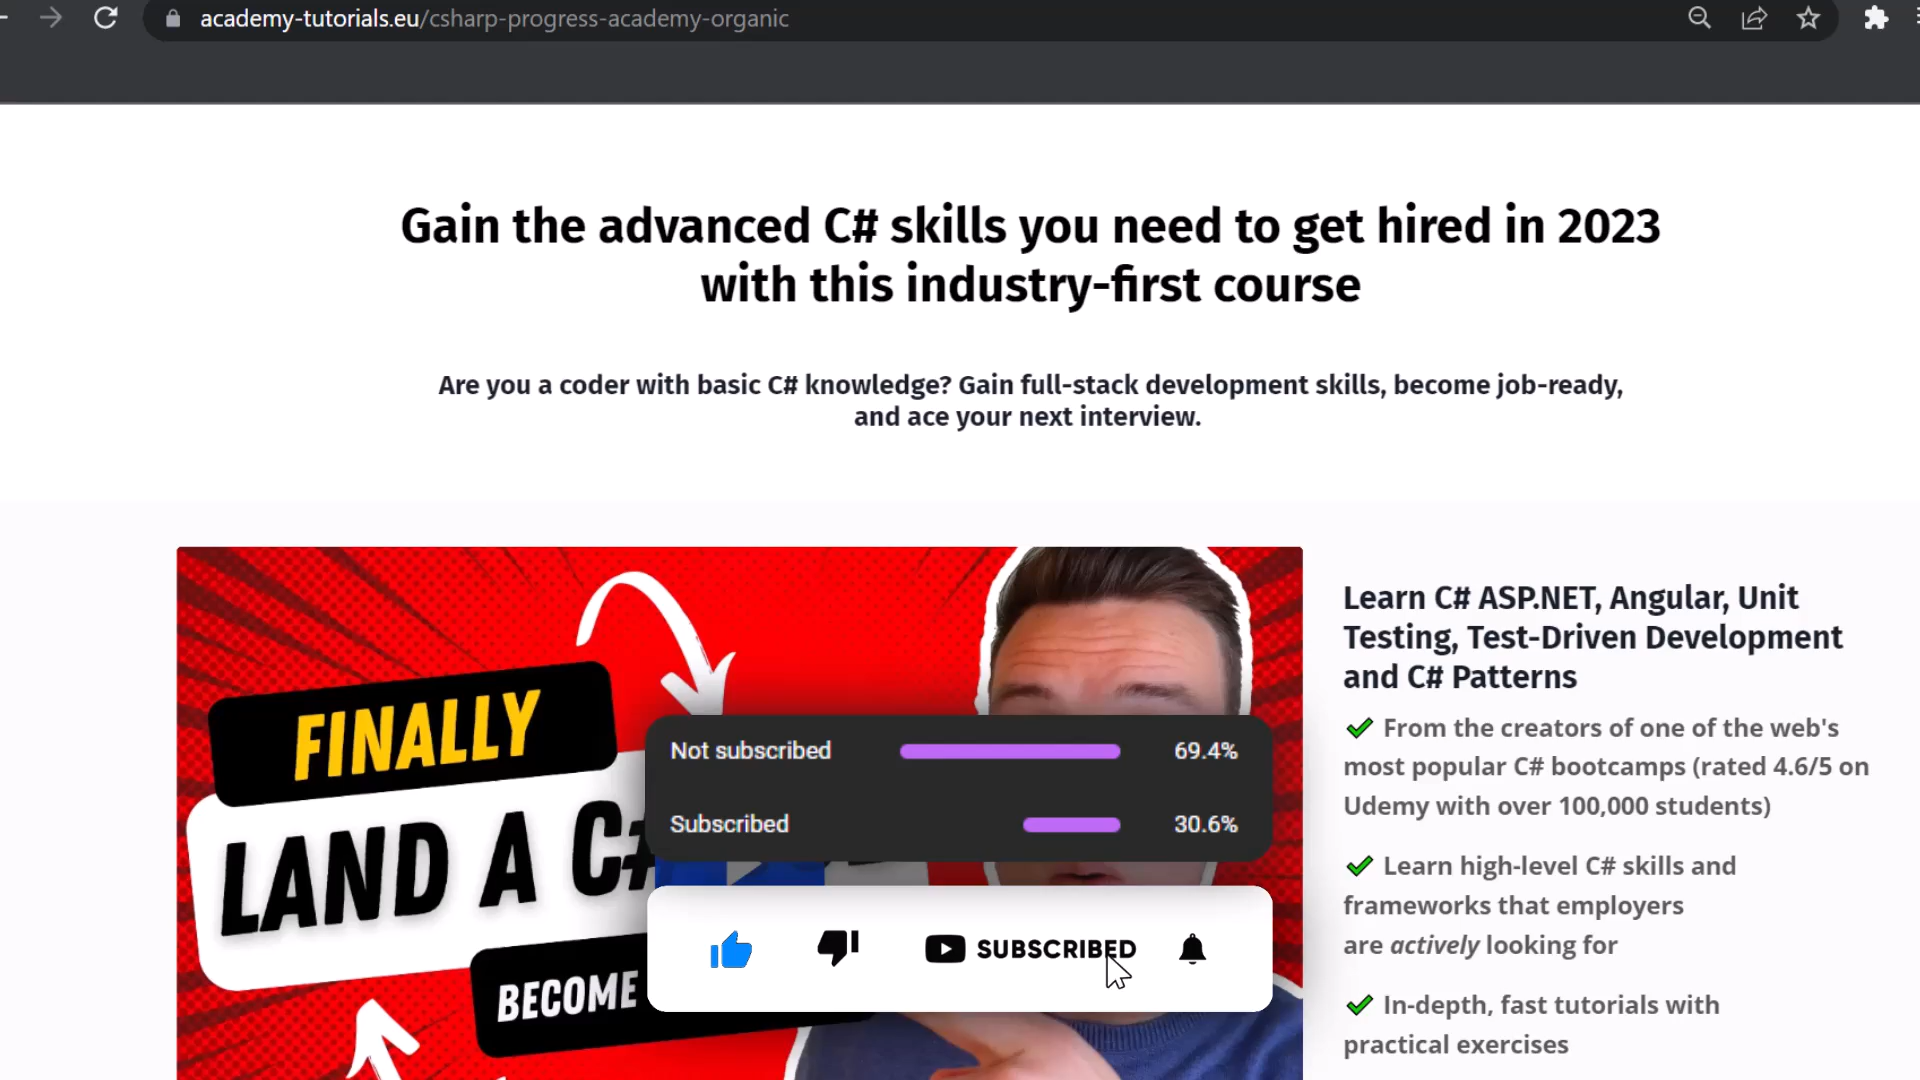 academy-tutorials.eu/csharp-progress-academy-organic
Gain the advanced C# skills you need to get hired in 2023
with this industry-first course
Are you a coder with basic C# knowledge? Gain full-stack development skills, become job-ready,
and ace your next interview.
FINALLY
LAND A C#
BECOME
Not subscribed 69.4%
Subscribed 30.6%
SUBSCRIBED
Learn C# ASP.NET, Angular, Unit
Testing, Test-Driven Development
and C# Patterns
✔ From the creators of one of the web's
most popular C# bootcamps (rated 4.6/5 on
Udemy with over 100,000 students)
✔ Learn high-level C# skills and
frameworks that employers
are actively looking for
✔ In-depth, fast tutorials with
practical exercises